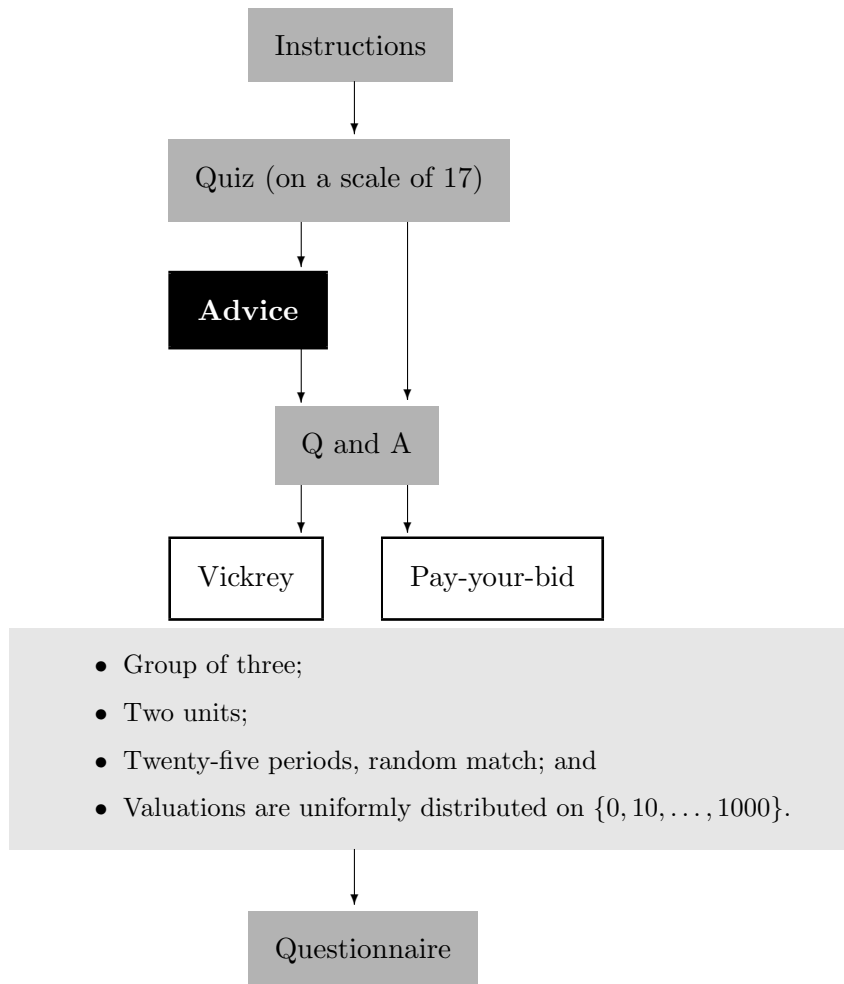 Instructions
Quiz (on a scale of 17)
Advice
Q and A
Vickrey
Pay-your-bid
• Group of three;
• Two units;
• Twenty-five periods, random match; and
• Valuations are uniformly distributed on {0, 10, . . . , 1000}.
Questionnaire